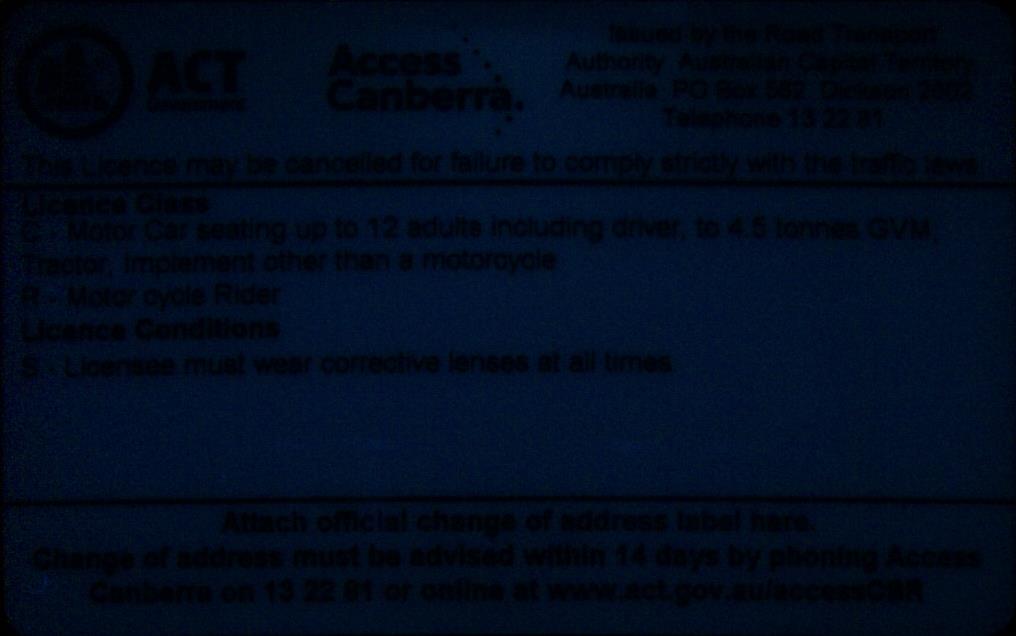 ACT
Government
Access
Canberra.
Issued by the Road Transport
Authority Australian Capital Territory
Australia PO Box 582 Dickson 2602
Telephone 13 22 81
This Licence may be cancelled for failure to comply strictly with the traffic laws
Licence Class
C - Motor Car seating up to 12 adults including driver, to 4.5 tonnes GVM,
Tractor, Implement other than a motorcycle
R - Motor cycle Rider
Licence Conditions
S - Licensee must wear corrective lenses at all times
Attach official change of address label here.
Change of address must be advised within 14 days by phoning Access
Canberra on 13 22 81 or online at www.act.gov.au/accessCBR